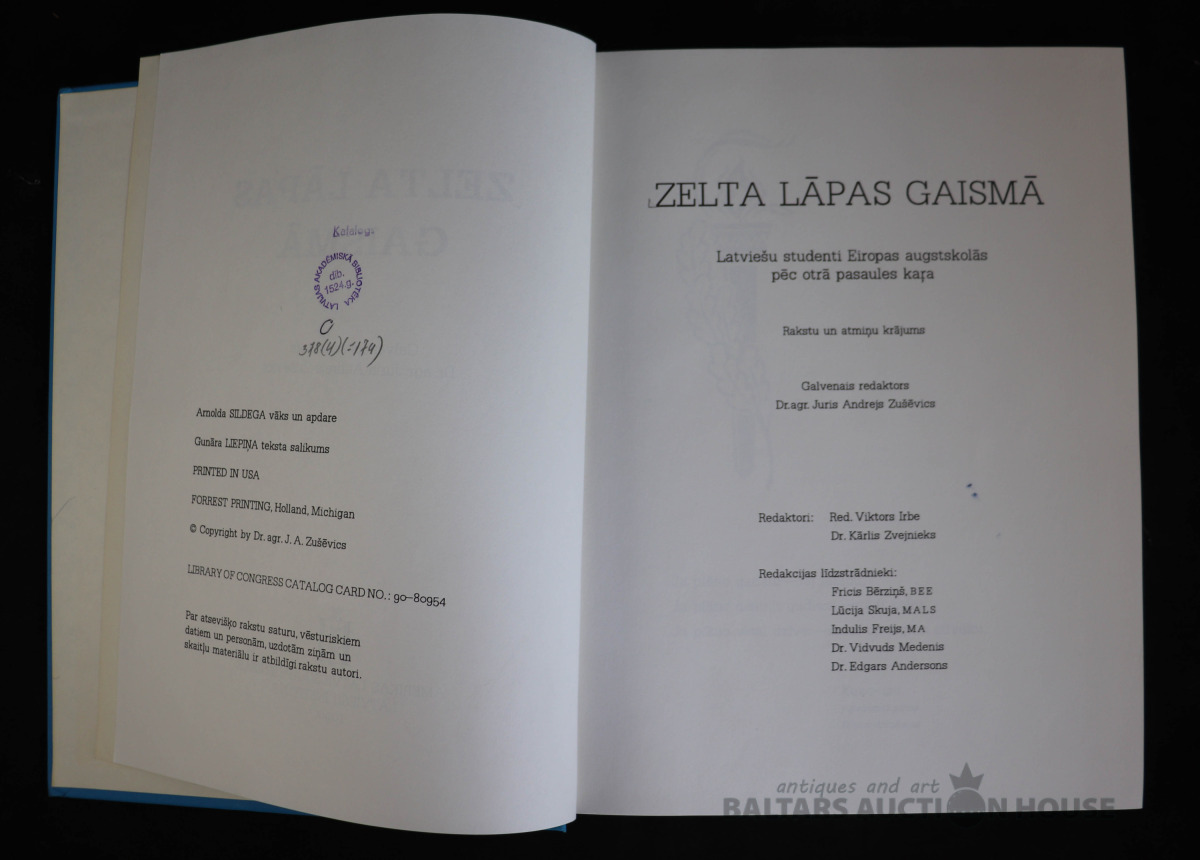 Katalogs
LATVIJAS AKADĒMISKĀ BIBLIOTĒKA
dib.
1524.g.
C
378(4)(=174)
Arnolda SILDEGA vāks un apdare
Gunāra LIEPIŅA teksta salikums
PRINTED IN USA
FORREST PRINTING, Holland, Michigan
© Copyright by Dr. agr. J. A. Zuševics
LIBRARY OF CONGRESS CATALOG CARD NO.: 90-80954
Par atsevišķo rakstu saturu, vēsturiskiem
datiem un personām, uzdotām ziņām un
skaitļu materiālu ir atbildīgi rakstu autori.
ZELTA LĀPAS GAISMĀ
Latviešu studenti Eiropas augstskolās
pēc otrā pasaules kaŗa
Rakstu un atmiņu krājums
Galvenais redaktors
Dr.agr. Juris Andrejs Zuševics
Redaktori: Red. Viktors Irbe
Dr. Kārlis Zvejnieks
Redakcijas līdzstrādnieki:
Fricis Bērziņš, BEE
Lūcija Skuja, MALS
Indulis Freijs, MA
Dr. Vidvuds Medenis
Dr. Edgars Andersons
antiques and art
BALTARS AUCTION HOUSE